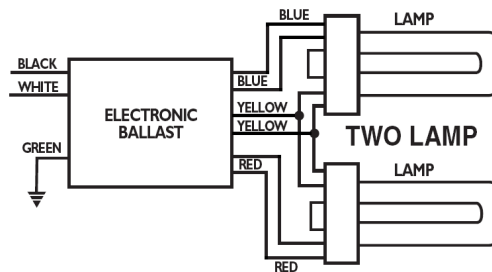 BLUE
LAMP
BLACK
BLUE
WHITE
YELLOW
ELECTRONIC
BALLAST
YELLOW
TWO LAMP
GREEN
RED
LAMP
RED